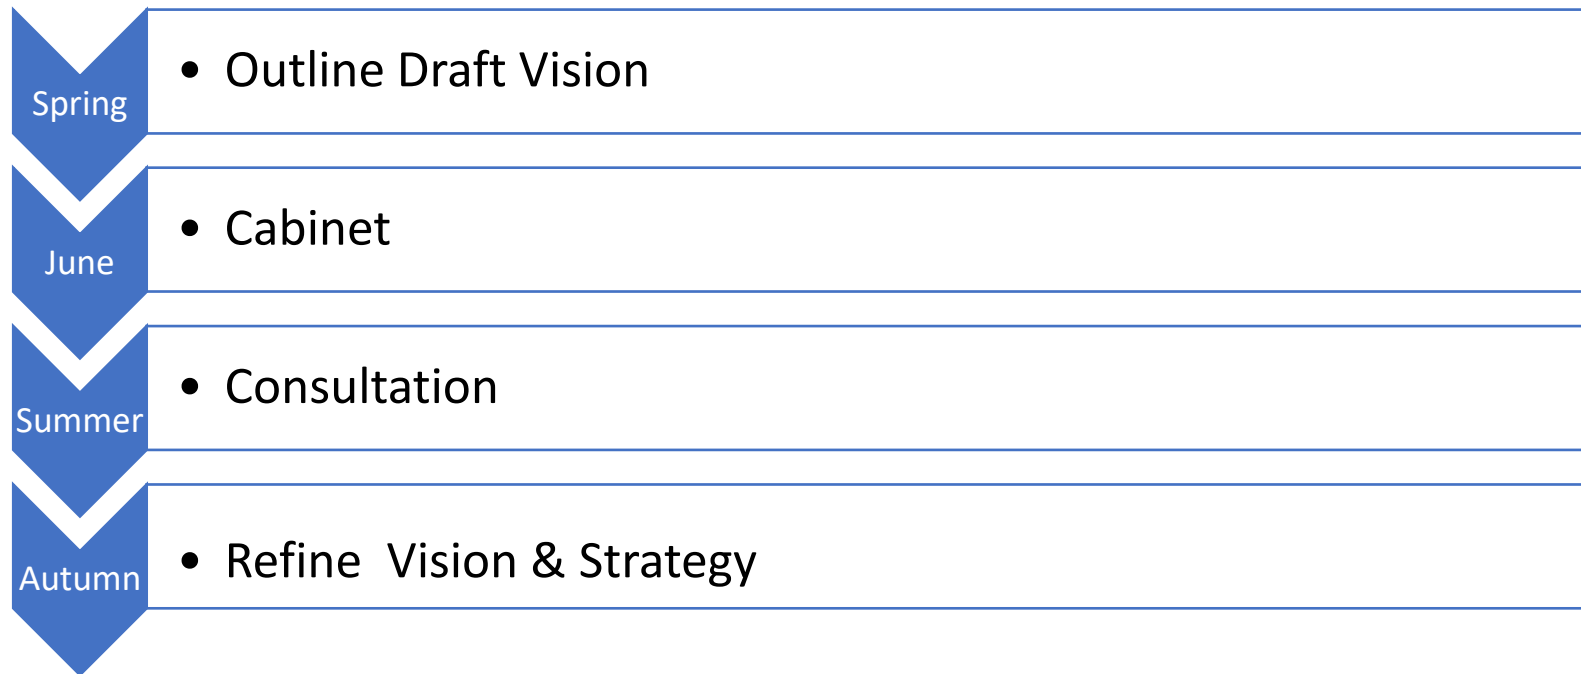 Spring
• Outline Draft Vision
June
• Cabinet
Summer
• Consultation
Autumn
• Refine  Vision & Strategy